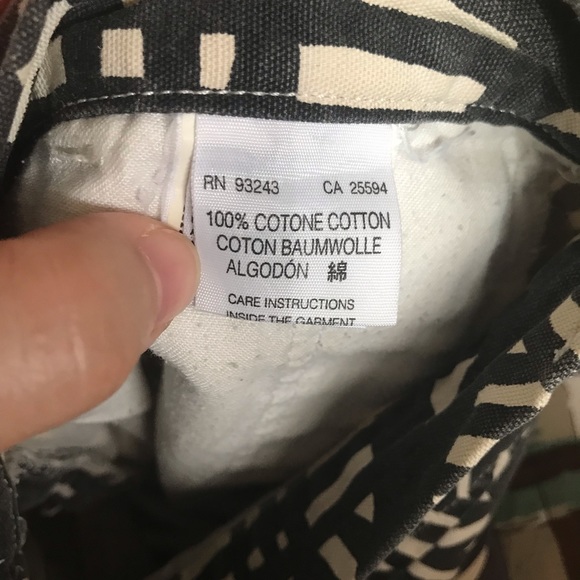 RN 93243 CA 25594
100% COTONE COTTON
COTON BAUMWOLLE
ALGODÓN 綿
CARE INSTRUCTIONS
INSIDE THE GARMENT